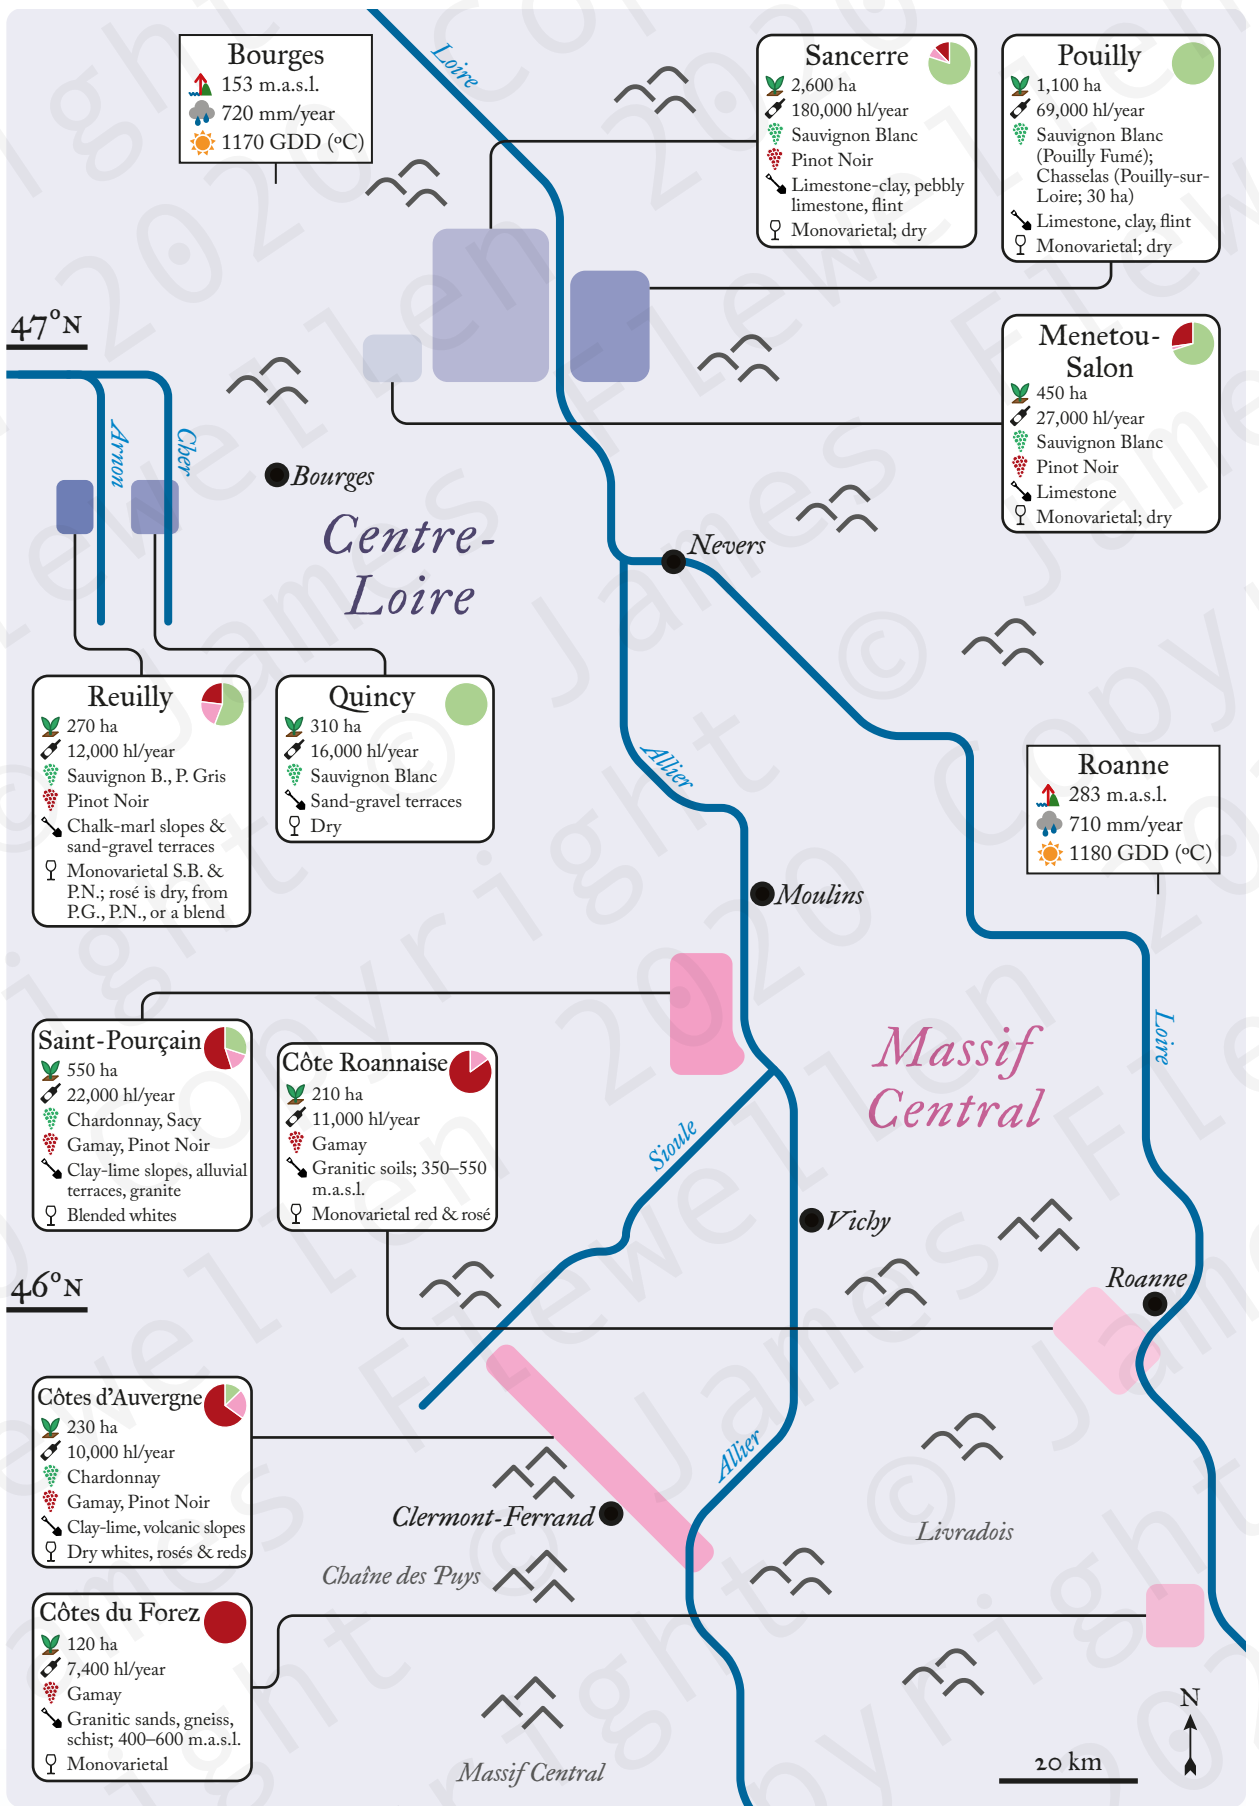 Loire
Bourges
153 m.a.s.l.
720 mm/year
1170 GDD (ºC)
Sancerre
2,600 ha
180,000 hl/year
Sauvignon Blanc
Pinot Noir
Limestone-clay, pebbly
limestone, flint
Monovarietal; dry
Pouilly
1,100 ha
69,000 hl/year
Sauvignon Blanc
(Pouilly Fumé);
Chasselas (Pouilly-sur-
Loire; 30 ha)
Limestone, clay, flint
Monovarietal; dry
47°N
Menetou-
Salon
450 ha
27,000 hl/year
Sauvignon Blanc
Pinot Noir
Limestone
Monovarietal; dry
Arnon
Cher
Bourges
Centre-
Loire
Nevers
Reuilly
270 ha
12,000 hl/year
Sauvignon B., P. Gris
Pinot Noir
Chalk-marl slopes &
sand-gravel terraces
Monovarietal S.B. &
P.N.; rosé is dry, from
P.G., P.N., or a blend
Quincy
310 ha
16,000 hl/year
Sauvignon Blanc
Sand-gravel terraces
Dry
Allier
Roanne
283 m.a.s.l.
710 mm/year
1180 GDD (ºC)
Moulins
Saint-Pourçain
550 ha
22,000 hl/year
Chardonnay, Sacy
Gamay, Pinot Noir
Clay-lime slopes, alluvial
terraces, granite
Blended whites
Côte Roannaise
210 ha
11,000 hl/year
Gamay
Granitic soils; 350–550
m.a.s.l.
Monovarietal red & rosé
Massif
Central
Loire
Sioule
Vichy
46°N
Roanne
Côtes d'Auvergne
230 ha
10,000 hl/year
Chardonnay
Gamay, Pinot Noir
Clay-lime, volcanic slopes
Dry whites, rosés & reds
Allier
Clermont-Ferrand
Livradois
Chaîne des Puys
Côtes du Forez
120 ha
7,400 hl/year
Gamay
Granitic sands, gneiss,
schist; 400–600 m.a.s.l.
Monovarietal
Massif Central
20 km
N
Copyright © James Flewellen 2020